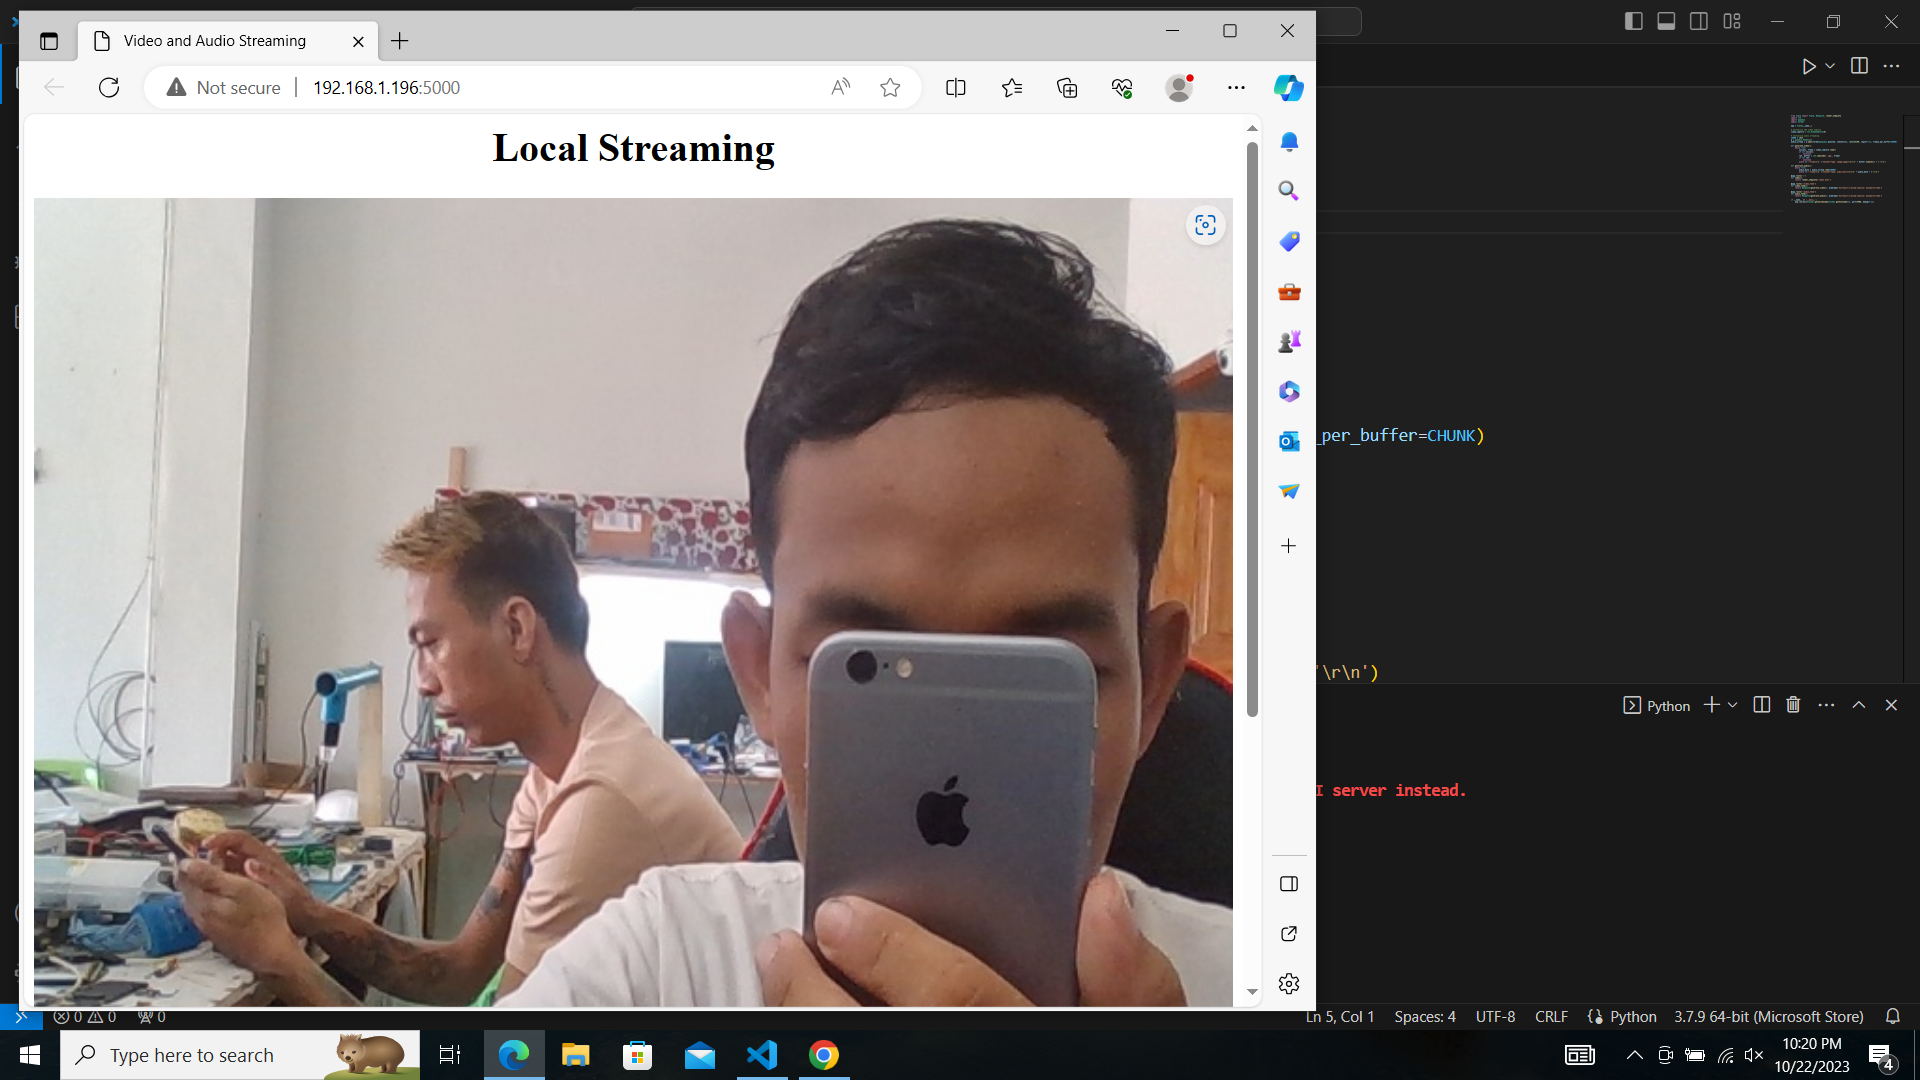 Video and Audio Streaming
Not secure
192.168.1.196:5000
Local Streaming
_per_buffer=CHUNK)
'\r\n')
Python
I server instead.
0 0 0
Ln 5, Col 1
Spaces: 4
UTF-8
CRLF
Python
3.7.9 64-bit (Microsoft Store)
Type here to search
10:20 PM
10/22/2023
4